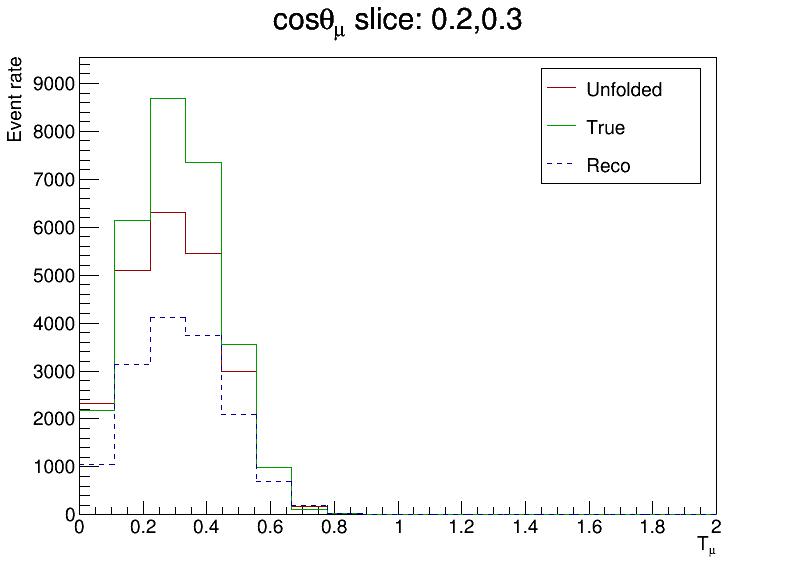 cosθμ slice: 0.2,0.3
Event rate
9000
8000
7000
6000
5000
4000
3000
2000
1000
0
Unfolded
True
Reco
0 0.2 0.4 0.6 0.8 1 1.2 1.4 1.6 1.8 2
Tμ